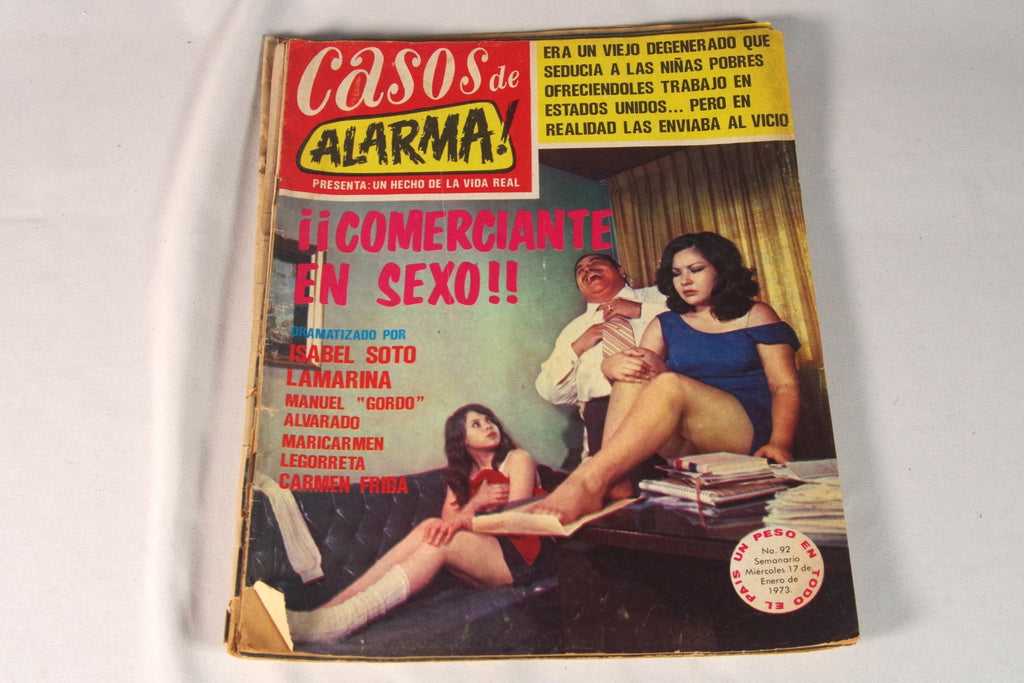 Casos de
ALARMA!
PRESENTA: UN HECHO DE LA VIDA REAL
ERA UN VIEJO DEGENERADO QUE
SEDUCIA A LAS NIÑAS POBRES
OFRECIENDOLES TRABAJO EN
ESTADOS UNIDOS... PERO EN
REALIDAD LAS ENVIABA AL VICIO
¡¡COMERCIANTE
EN SEXO!!
DRAMATIZADO POR
ISABEL SOTO
LAMARINA
MANUEL "GORDO"
ALVARADO
MARICARMEN
LEGORRETA
CARMEN FRIDA
UN PESO EN TODO EL PAIS
No. 92
Semanario
Miércoles 17 de
Enero de
1973.